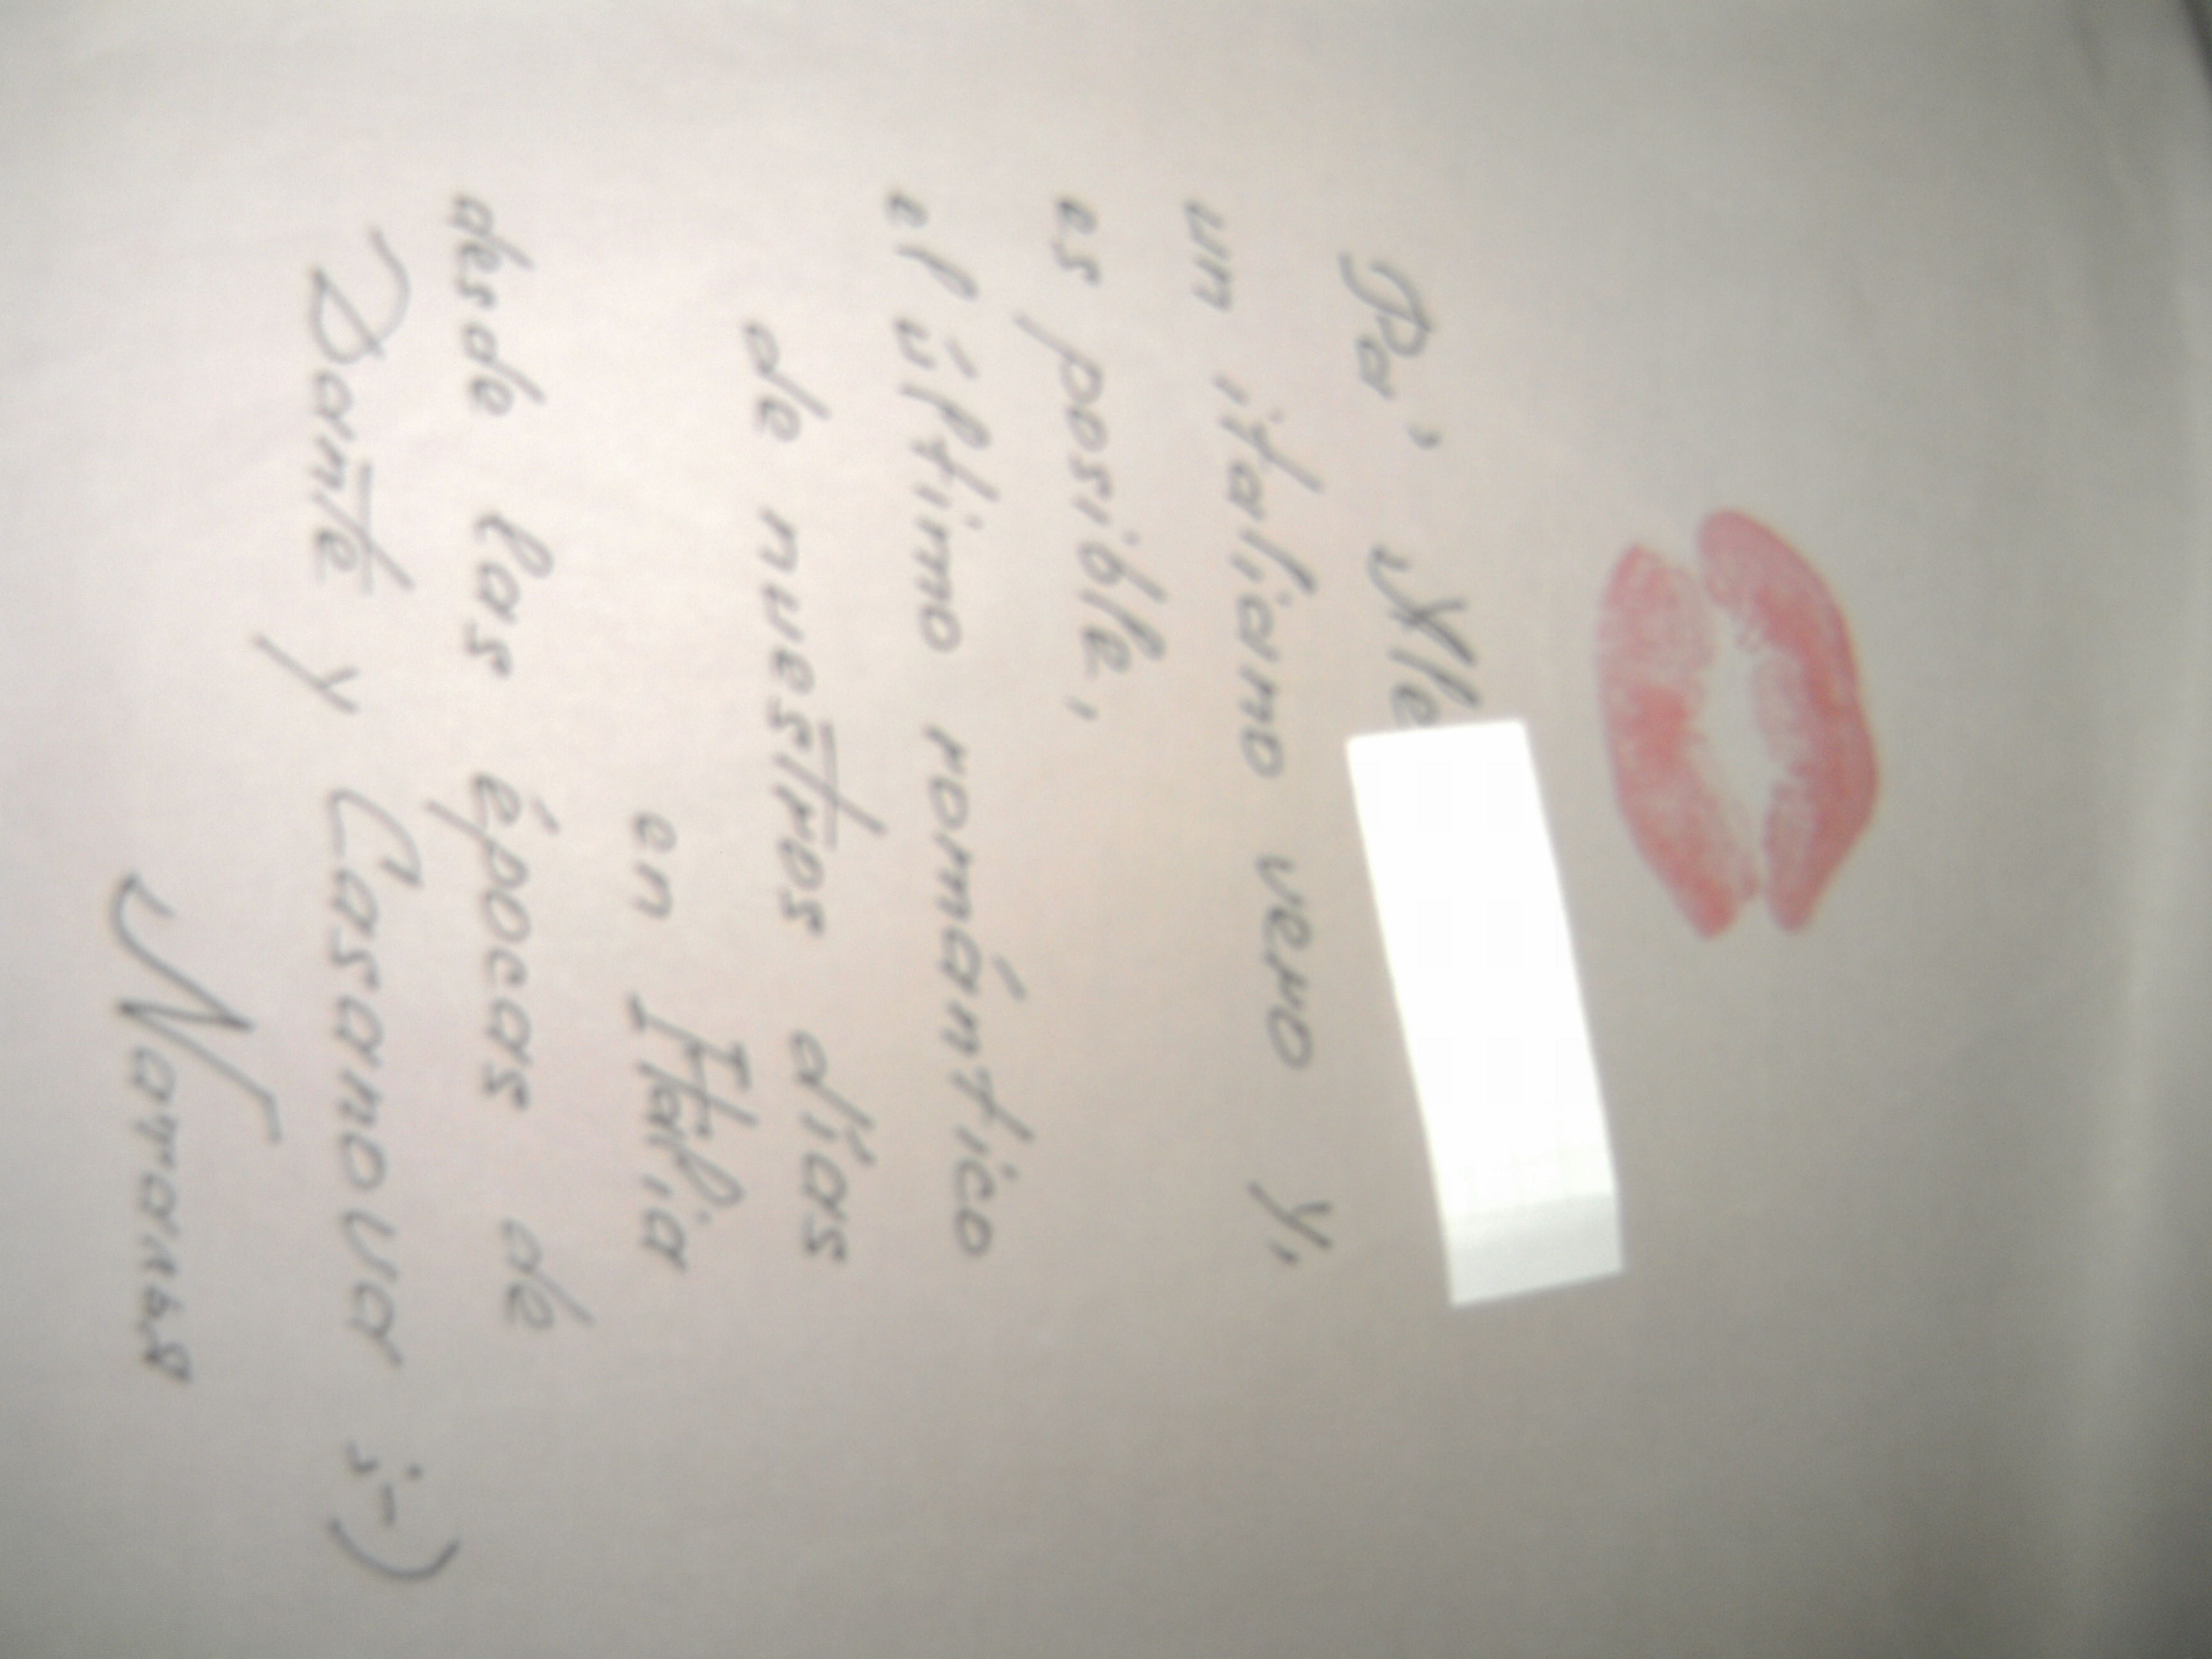 Pa' Ale
un italiano vero y,
es posible,
el último romántico
de nuestros días
en Italia
desde las épocas de
Dante y Casanova ;-)